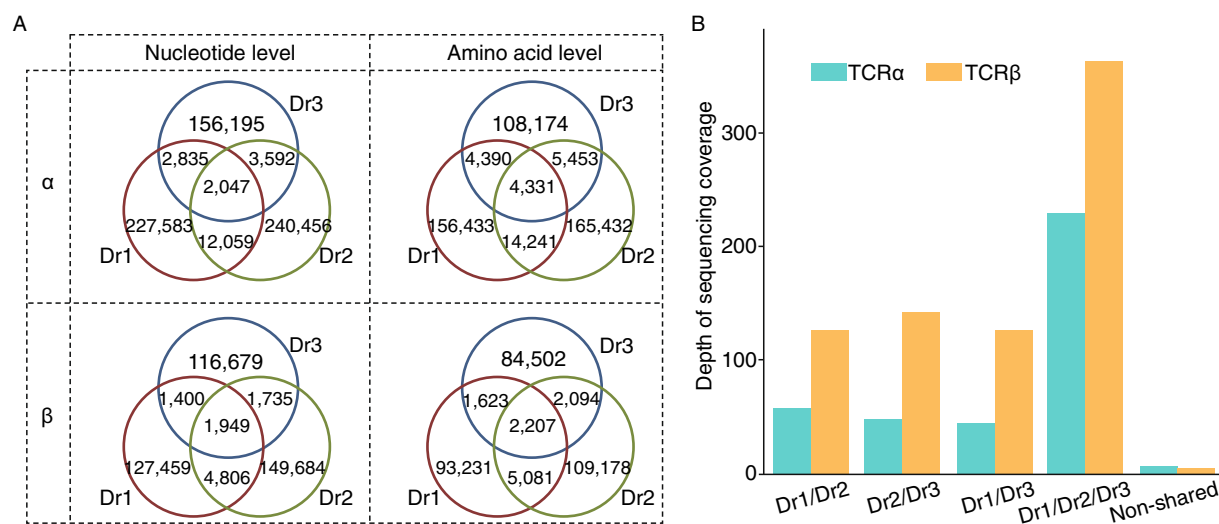 A
Nucleotide level
Amino acid level
α
Dr3
156,195
2,835
3,592
2,047
227,583
240,456
12,059
Dr1
Dr2
Dr3
108,174
4,390
5,453
4,331
156,433
165,432
14,241
Dr1
Dr2
β
Dr3
116,679
1,400
1,735
1,949
127,459
149,684
4,806
Dr1
Dr2
Dr3
84,502
1,623
2,094
2,207
93,231
109,178
5,081
Dr1
Dr2
B
TCRα
TCRβ
Depth of sequencing coverage
300
200
100
0
Dr1/Dr2
Dr2/Dr3
Dr1/Dr3
Dr1/Dr2/Dr3
Non-shared